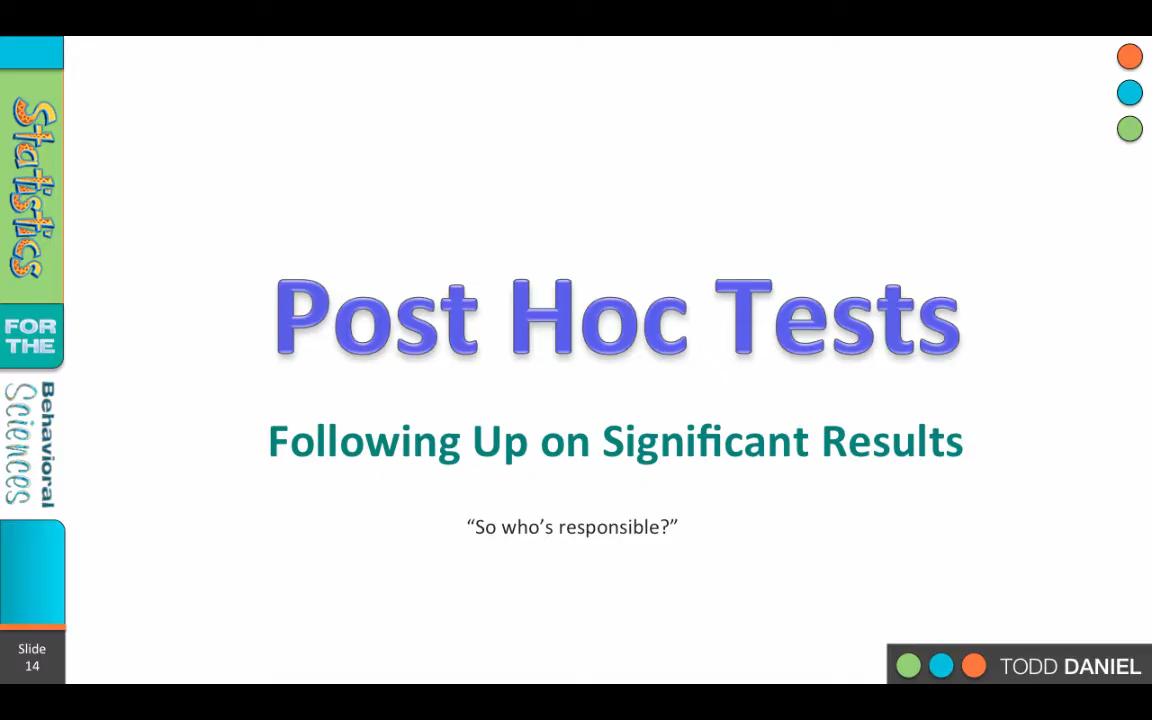 Statistics
FOR
THE
Behavioral
Sciences
Post Hoc Tests
Following Up on Significant Results
“So who’s responsible?”
Slide
14
TODD DANIEL